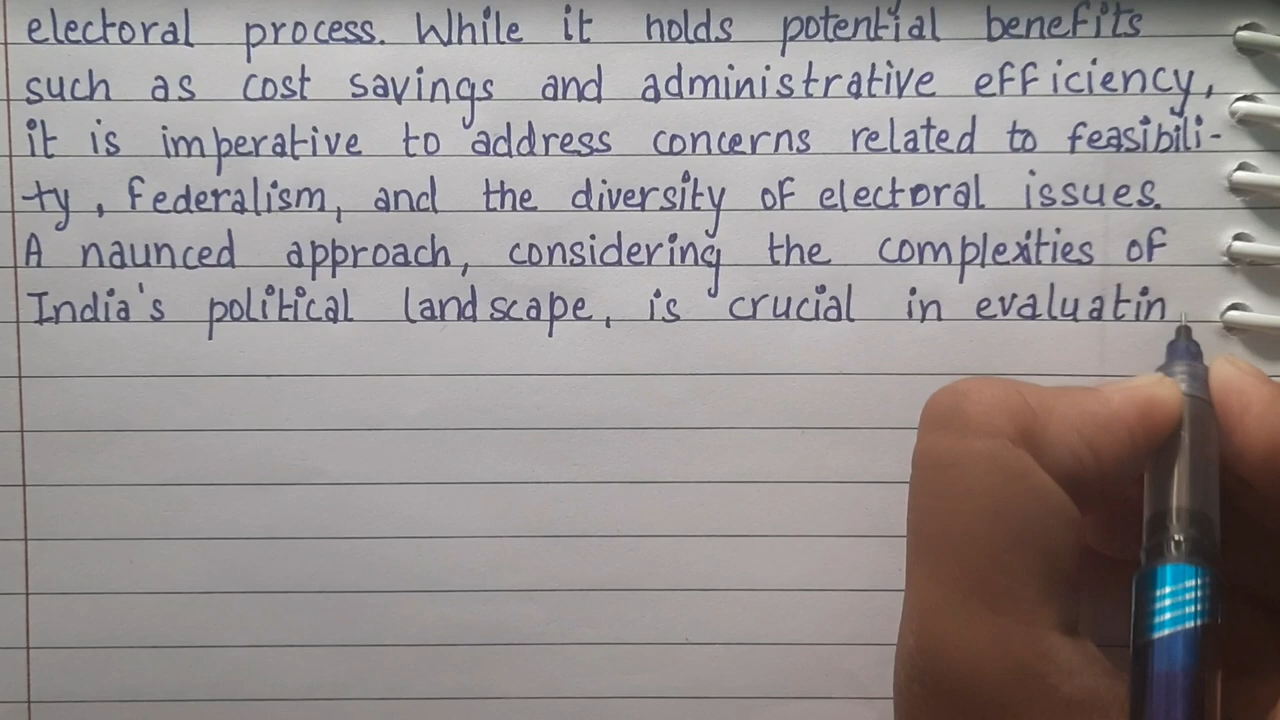 electoral process. While it holds potential benefits
such as cost savings and administrative efficiency,
it is imperative to address concerns related to feasibili-
ty, federalism, and the diversity of electoral issues.
A naunced approach, considering the complexities of
India's political landscape, is crucial in evaluatin